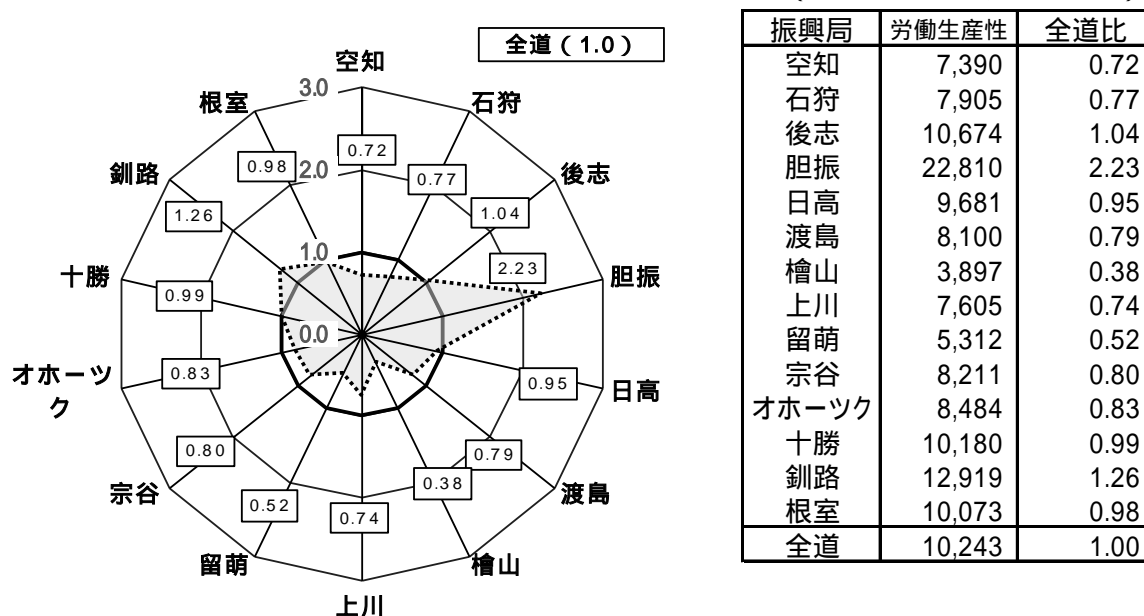 全道（1.0）
空知
石狩
後志
胆振
日高
渡島
檜山
上川
留萌
宗谷
オホーツ
ク
十勝
釧路
根室
3.0
2.0
1.0
0.0
0.72
0.77
1.04
2.23
0.95
0.79
0.38
0.74
0.52
0.80
0.83
0.99
1.26
0.98
振興局 労働生産性 全道比
空知 7,390 0.72
石狩 7,905 0.77
後志 10,674 1.04
胆振 22,810 2.23
日高 9,681 0.95
渡島 8,100 0.79
檜山 3,897 0.38
上川 7,605 0.74
留萌 5,312 0.52
宗谷 8,211 0.80
オホーツク 8,484 0.83
十勝 10,180 0.99
釧路 12,919 1.26
根室 10,073 0.98
全道 10,243 1.00